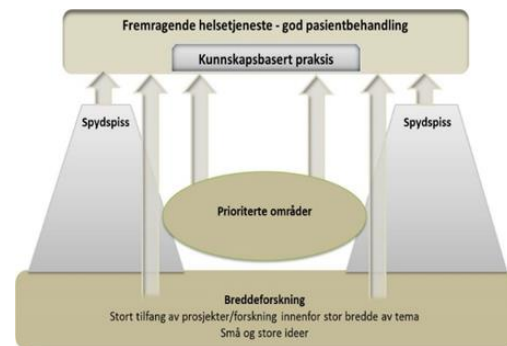 Fremragende helsetjeneste - god pasientbehandling
Kunnskapsbasert praksis
Spydspiss
Spydspiss
Prioriterte områder
Breddeforskning
Stort tilfang av prosjekter/forskning innenfor stor bredde av tema
Små og store ideer